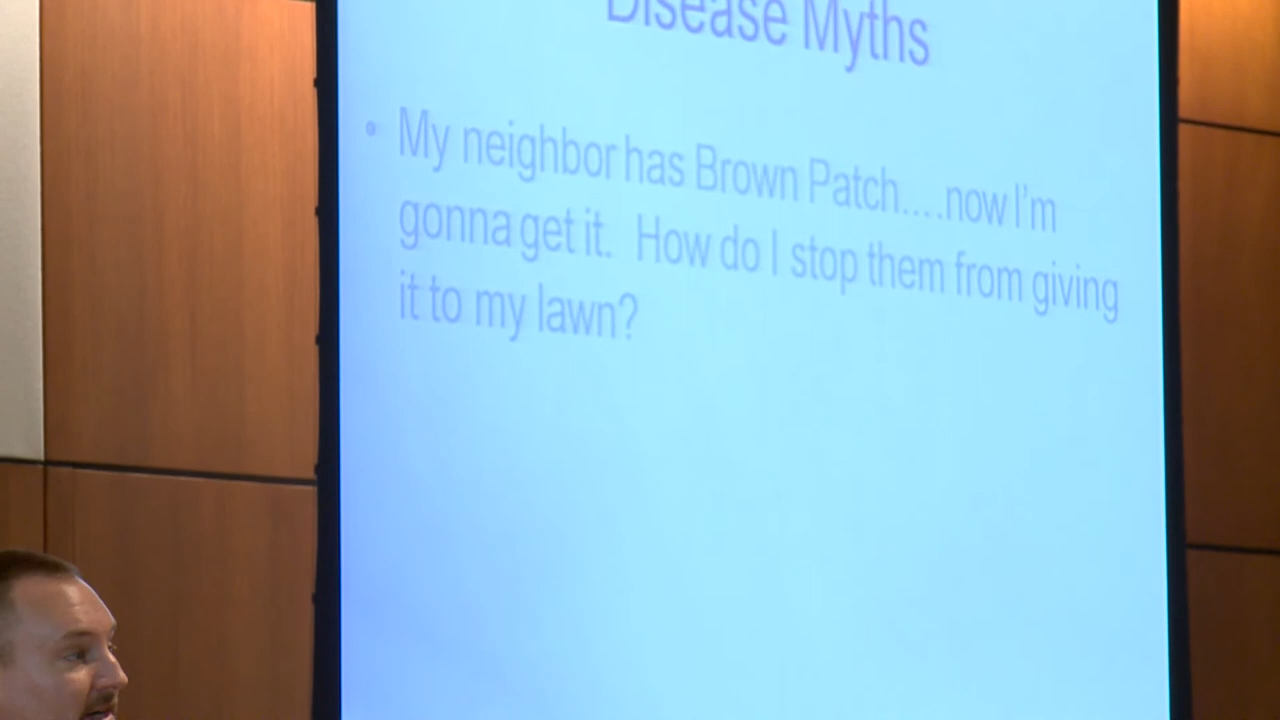 Disease Myths
• My neighbor has Brown Patch....now I'm
gonna get it. How do I stop them from giving
it to my lawn?